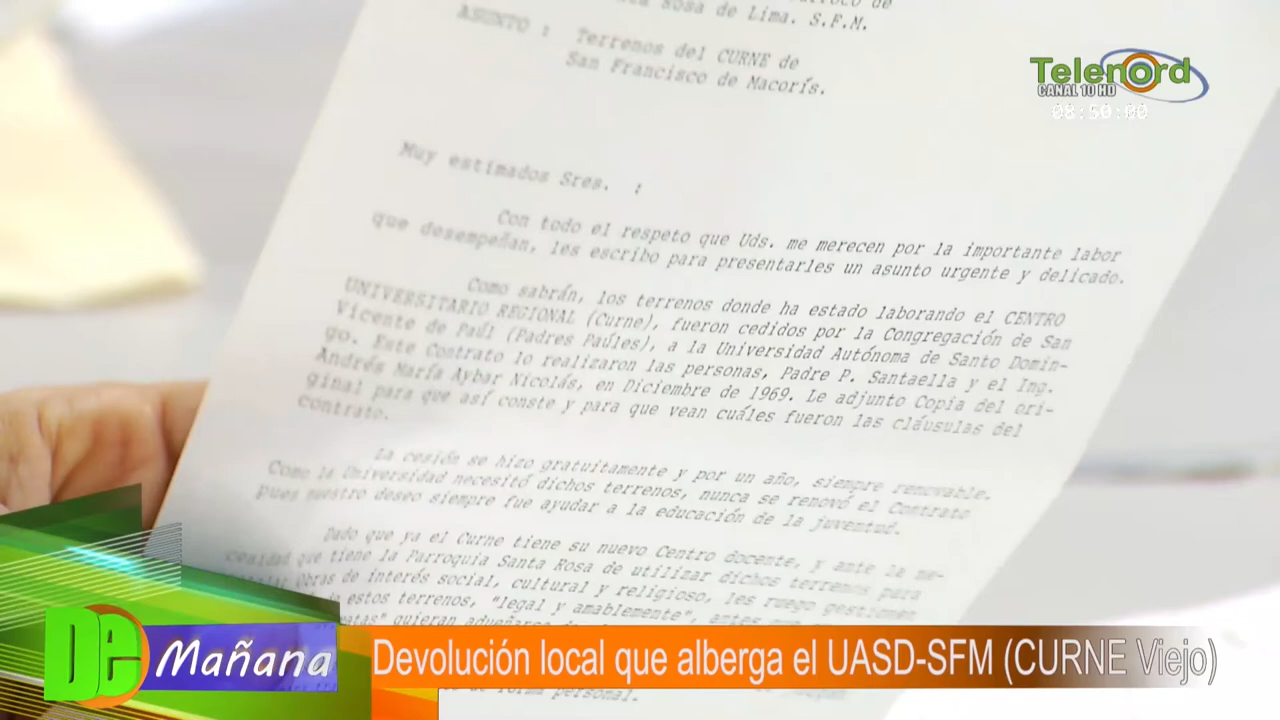 sa de Lima. S.F.M.
ASUNTO : Terrenos del CURNE de
San Francisco de Macorís.
Telenord
CANAL 10 HD
08:50:00
Muy estimados Sres. :
Con todo el respeto que Uds. me merecen por la importante labor
que desempeñan, les escribo para presentarles un asunto urgente y delicado.
Como sabrán, los terrenos donde ha estado laborando el CENTRO
UNIVERSITARIO REGIONAL (Curne), fueron cedidos por la Congregación de San
Vicente de Paúl (Padres Paúles), a la Universidad Autónoma de Santo Domin-
go. Este Contrato lo realizaron las personas, Padre P. Santaella y el Ing.
Andrés María Aybar Nicolás, en Diciembre de 1969. Le adjunto Copia del ori-
ginal para que así conste y para que vean cuáles fueron las cláusulas del
contrato.
La cesión se hizo gratuitamente y por un año, siempre renovable.
Como la Universidad necesitó dichos terrenos, nunca se renovó el Contrato
pues nuestro deseo siempre fue ayudar a la educación de la juventud.
Dado que ya el Curne tiene su nuevo Centro docente, y ante la ne-
cesidad que tiene la Parroquia Santa Rosa de utilizar dichos terrenos para
Obras de interés social, cultural y religioso, les ruego gestionen
estos terrenos, "legal y amablemente", antes que
quieran
De Mañana
Devolución local que alberga el UASD-SFM (CURNE Viejo)
de forma personal.